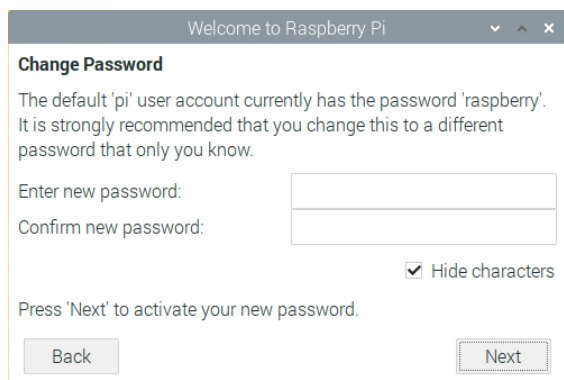 Welcome to Raspberry Pi
Change Password
The default 'pi' user account currently has the password 'raspberry'.
It is strongly recommended that you change this to a different
password that only you know.
Enter new password:
Confirm new password:
Hide characters
Press 'Next' to activate your new password.
Back
Next